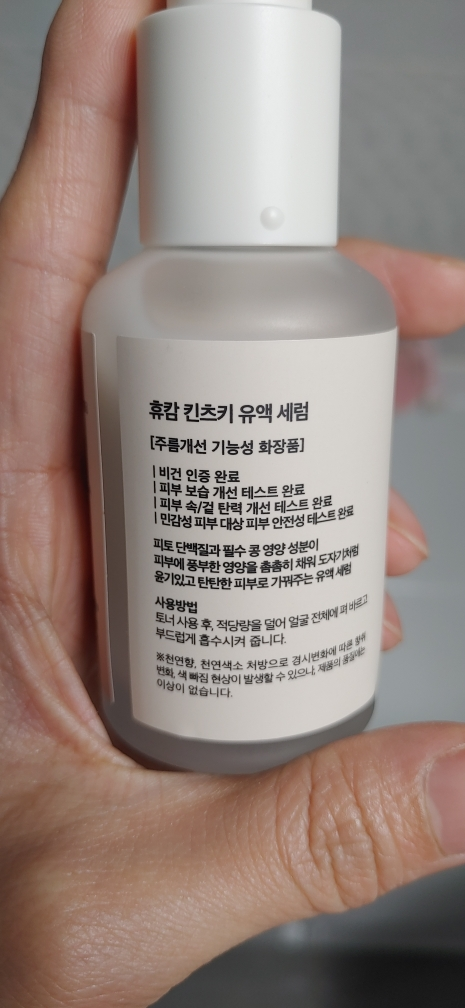 휴캄 킨츠키 유액 세럼
[주름개선 기능성 화장품]
| 비건 인증 완료
| 피부 보습 개선 테스트 완료
| 피부 속/겉 탄력 개선 테스트 완료
| 민감성 피부 대상 피부 안전성 테스트 완료
피토 단백질과 필수 콩 영양 성분이
피부에 풍부한 영양을 촘촘히 채워 도자기처럼
윤기있고 탄탄한 피부로 가꿔주는 유액 세럼
사용방법
토너 사용 후, 적당량을 덜어 얼굴 전체에 펴 바르고
부드럽게 흡수시켜 줍니다.
※천연향, 천연색소 처방으로 경시변화에 따른 향취
변화, 색 빠짐 현상이 발생할 수 있으나, 제품의 품질에는
이상이 없습니다.